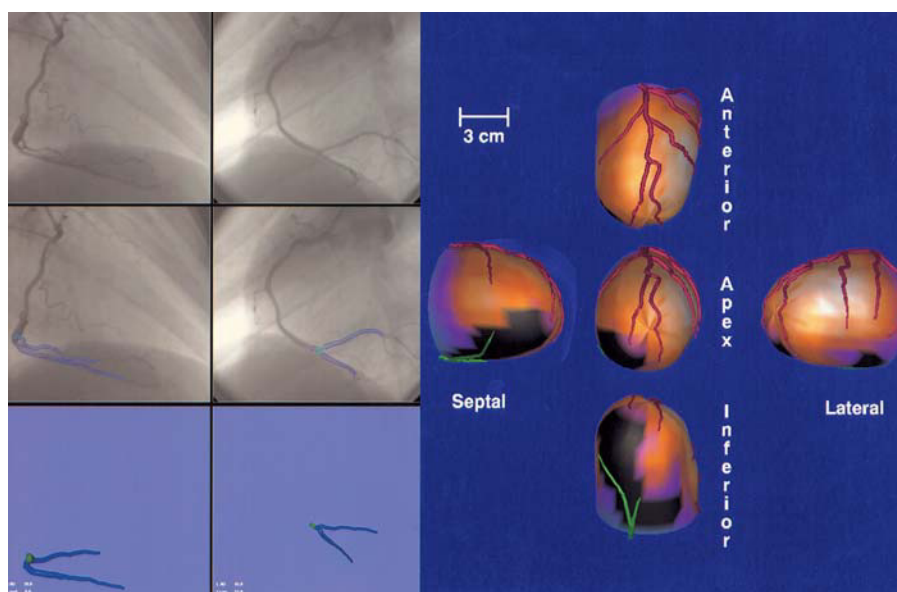 3 cm
Anterior
Septal
Apex
Lateral
Inferior